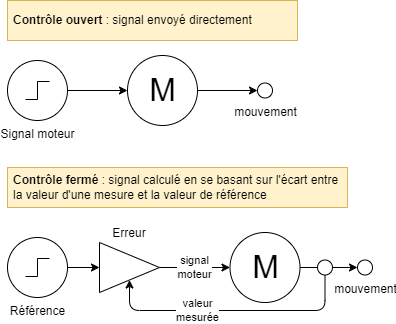 Contrôle ouvert : signal envoyé directement
M
Signal moteur
mouvement
Contrôle fermé : signal calculé en se basant sur l'écart entre
la valeur d'une mesure et la valeur de référence
Erreur
signal
moteur
M
Référence
mouvement
valeur
mesurée